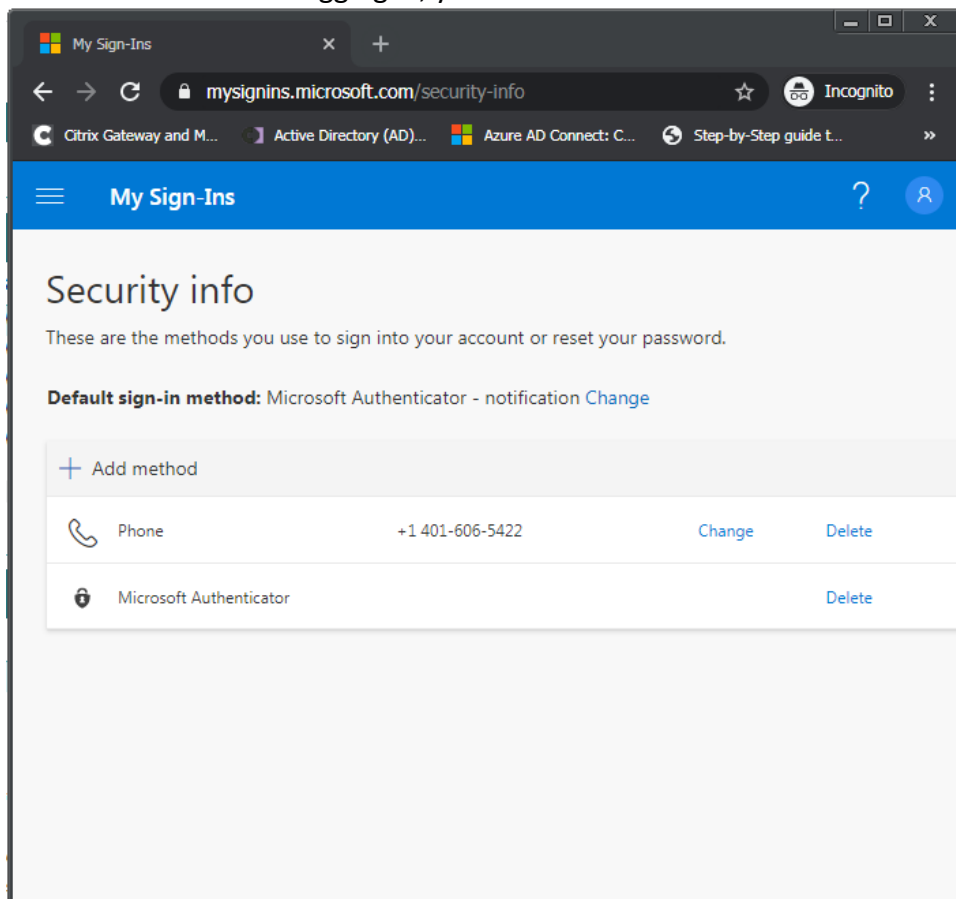 My Sign-Ins
mysignins.microsoft.com/security-info Incognito
Citrix Gateway and M... Active Directory (AD)... Azure AD Connect: C... Step-by-Step guide t... »
My Sign-Ins ?
Security info
These are the methods you use to sign into your account or reset your password.
Default sign-in method: Microsoft Authenticator - notification Change
+ Add method
Phone +1 401-606-5422 Change Delete
Microsoft Authenticator Delete